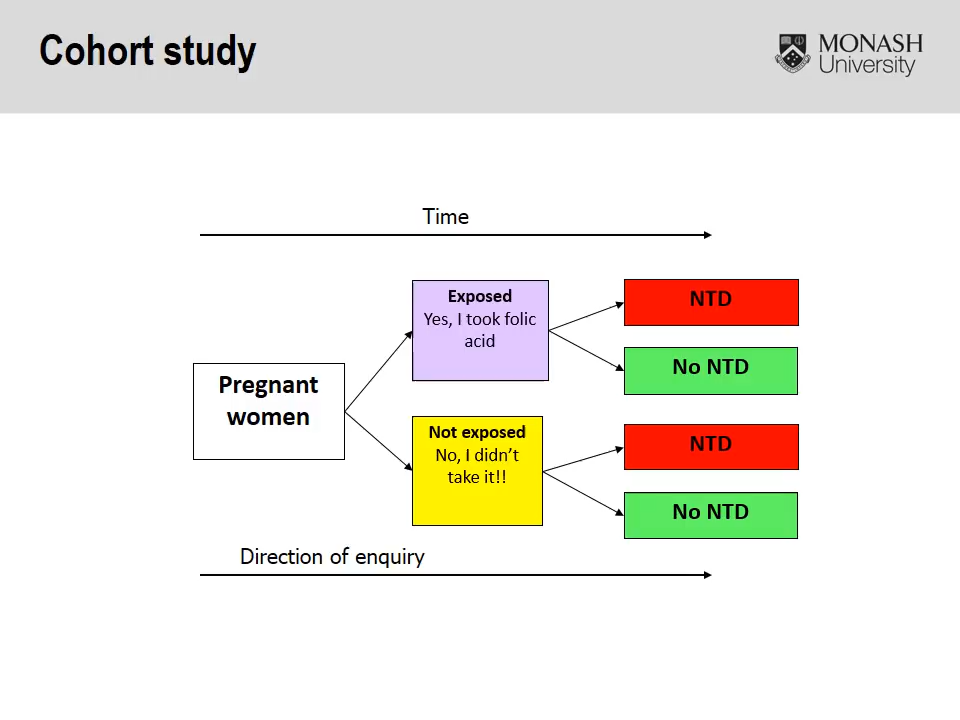 Cohort study
MONASH
University
Time
Exposed
Yes, I took folic
acid
NTD
No NTD
Pregnant
women
Not exposed
No, I didn't
take it!!
NTD
No NTD
Direction of enquiry